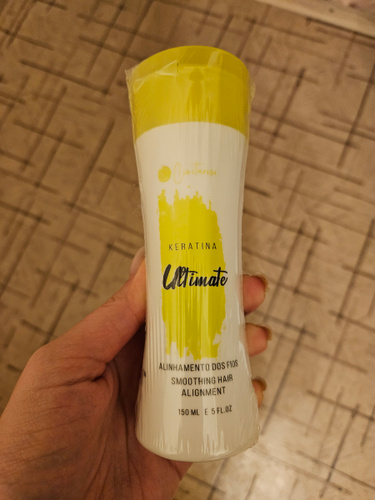 KERATINA
Ultimate
ALINHAMENTO DOS FIOS
SMOOTHING HAIR
ALIGNMENT
150 ML E 5 FL.OZ